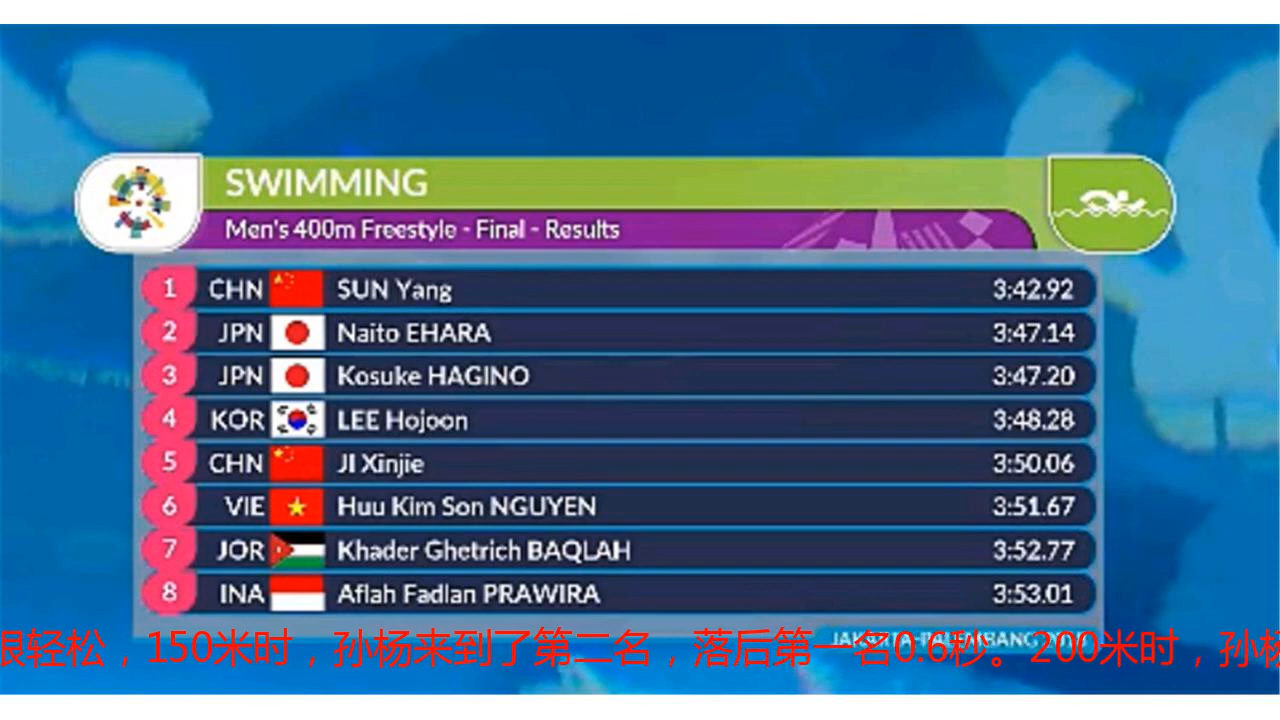 SWIMMING
Men's 400m Freestyle - Final - Results
1 CHN SUN Yang 3:42.92
2 JPN Naito EHARA 3:47.14
3 JPN Kosuke HAGINO 3:47.20
4 KOR LEE Hojoon 3:48.28
5 CHN JI Xinjie 3:50.06
6 VIE Huu Kim Son NGUYEN 3:51.67
7 JOR Khader Ghetrich BAQLAH 3:52.77
8 INA Aflah Fadlan PRAWIRA 3:53.01
JAKARTA-PALEMBANG
很轻松，150米时，孙杨来到了第二名，落后第一名0.6秒。200米时，孙杨